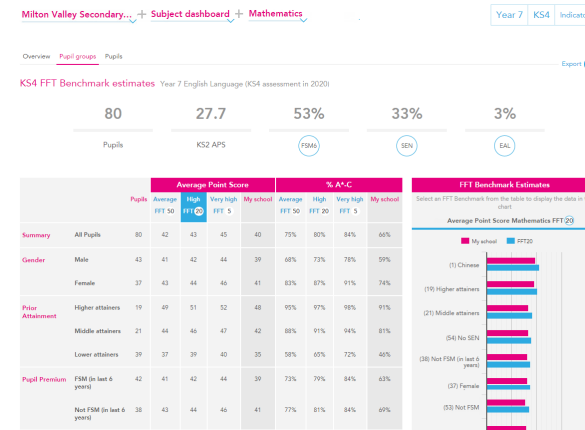 Milton Valley Secondary... + Subject dashboard + Mathematics
Year 7 KS4 Indicato
Overview Pupil groups Pupils
Export
KS4 FFT Benchmark estimates Year 7 English Language (KS4 assessment in 2020)
80 27.7 53% 33% 3%
Pupils KS2 APS FSM6 SEN EAL
Average Point Score % A*-C
Pupils Average High Very high My school Average High Very high My school
FFT 50 FFT 20 FFT 5 FFT 50 FFT 20 FFT 5
Summary All Pupils 80 42 43 45 40 75% 80% 84% 66%
Gender Male 43 41 42 44 39 68% 73% 78% 59%
Female 37 43 44 46 41 83% 87% 91% 74%
Prior Attainment Higher attainers 19 49 51 52 48 95% 97% 98% 91%
Middle attainers 21 44 46 47 42 88% 91% 94% 81%
Lower attainers 39 37 39 40 35 58% 65% 72% 46%
Pupil Premium FSM (in last 6 years) 42 41 42 44 39 73% 79% 84% 63%
Not FSM (in last 6 years) 38 43 44 46 41 77% 81% 84% 69%
FFT Benchmark Estimates
Select an FFT Benchmark from the table to display the data in
chart
Average Point Score Mathematics FFT 20
My school FFT20
(1) Chinese
(19) Higher attainers
(21) Middle attainers
(54) No SEN
(38) Not FSM (in last 6
years)
(37) Female
(53) Not FSM